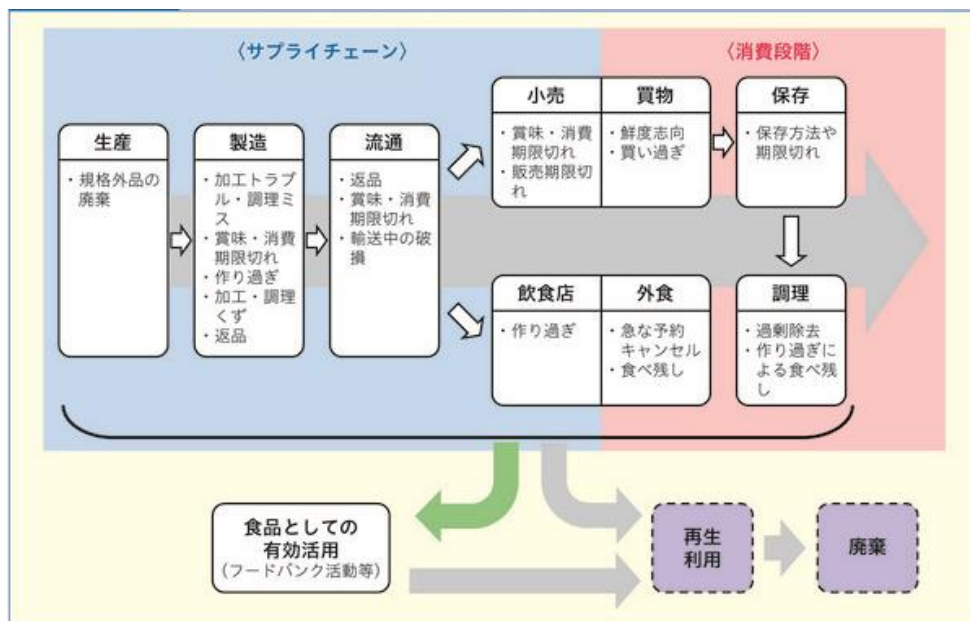 〈サプライチェーン〉
〈消費段階〉
生産
・規格外品の
廃棄
製造
・加工トラブ
ル・調理ミ
ス
・賞味・消費
期限切れ
・作り過ぎ
・加工・調理
くず
・返品
流通
・返品
・賞味・消費
期限切れ
・輸送中の破
損
小売
・賞味・消費
期限切れ
・販売期限切
れ
買物
・鮮度志向
・買い過ぎ
保存
・保存方法や
期限切れ
飲食店
・作り過ぎ
外食
・急な予約
キャンセル
・食べ残し
調理
・過剰除去
・作り過ぎに
よる食べ残
し
食品としての
有効活用
(フードバンク活動等)
再生
利用
廃棄